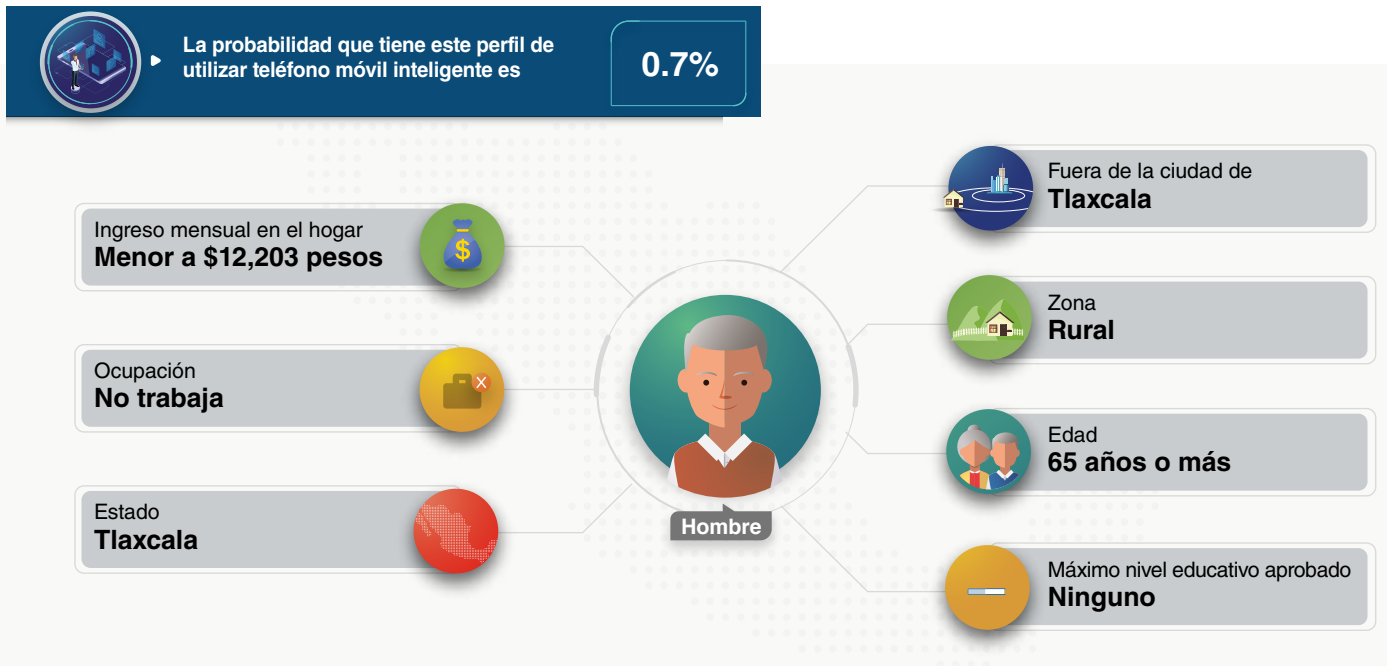 La probabilidad que tiene este perfil de
utilizar teléfono móvil inteligente es
0.7%
Ingreso mensual en el hogar
Menor a $12,203 pesos
Ocupación
No trabaja
Estado
Tlaxcala
$
X
Hombre
Fuera de la ciudad de
Tlaxcala
Zona
Rural
Edad
65 años o más
Máximo nivel educativo aprobado
Ninguno